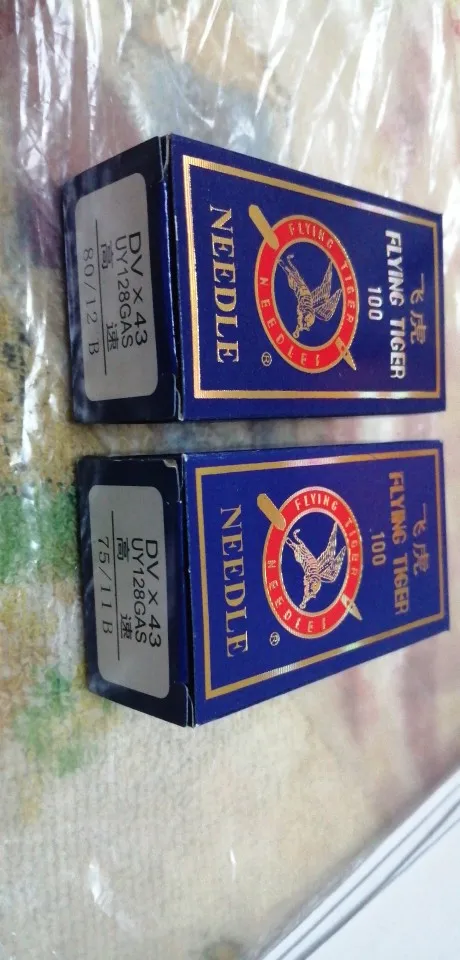 飞虎
FLYING TIGER
100
FLYING TIGER
NEEDLES
®
NEEDLE
DV × 43
UY128GAS
高 速
80/12 B
飞虎
FLYING TIGER
100
FLYING TIGER
NEEDLES
®
NEEDLE
DV × 43
UY128GAS
高 速
75/11B